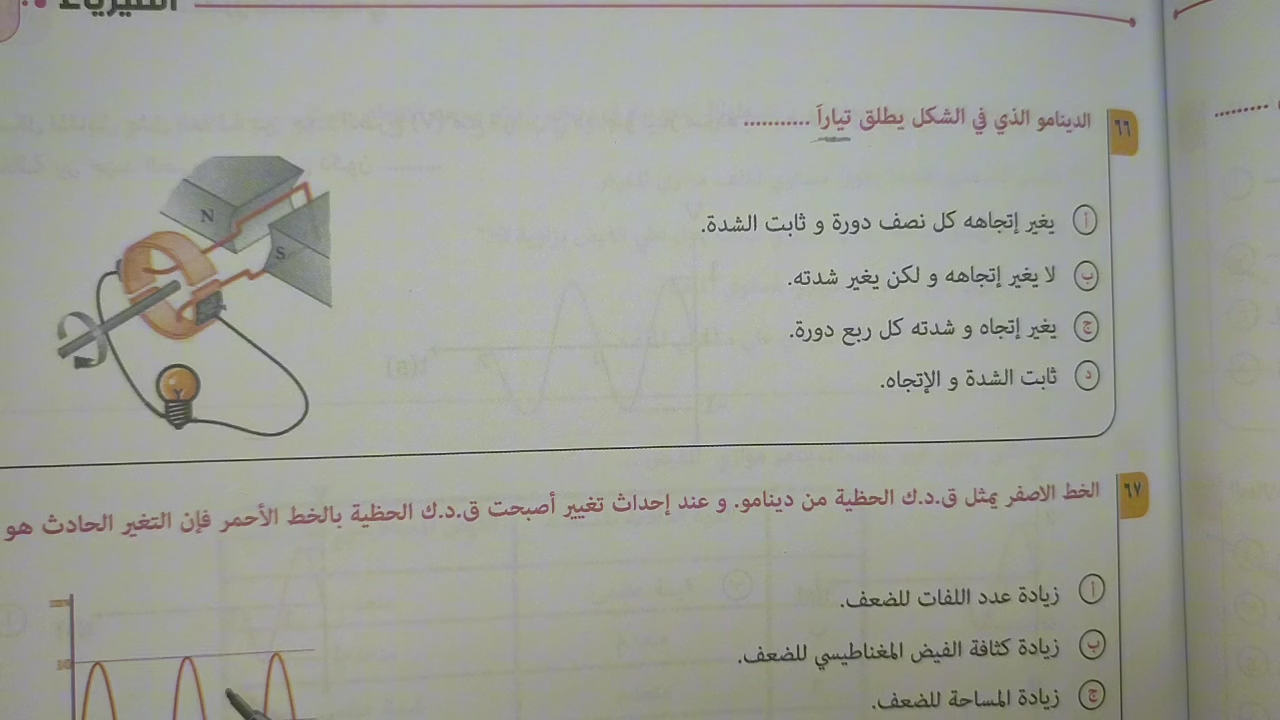 الفيزياء
٦٦ الدينامو الذي في الشكل يطلق تياراً ...........
أ يغير إتجاهه كل نصف دورة و ثابت الشدة.
ب لا يغير إتجاهه و لكن يغير شدته.
ج يغير إتجاه و شدته كل ربع دورة.
د ثابت الشدة و الإتجاه.
N
S
٦٧ الخط الاصفر يمثل ق.د.ك الحظية من دينامو. و عند إحداث تغيير أصبحت ق.د.ك الحظية بالخط الأحمر فإن التغير الحادث هو
أ زيادة عدد اللفات للضعف.
ب زيادة كثافة الفيض المغناطيسي للضعف.
ج زيادة المساحة للضعف.